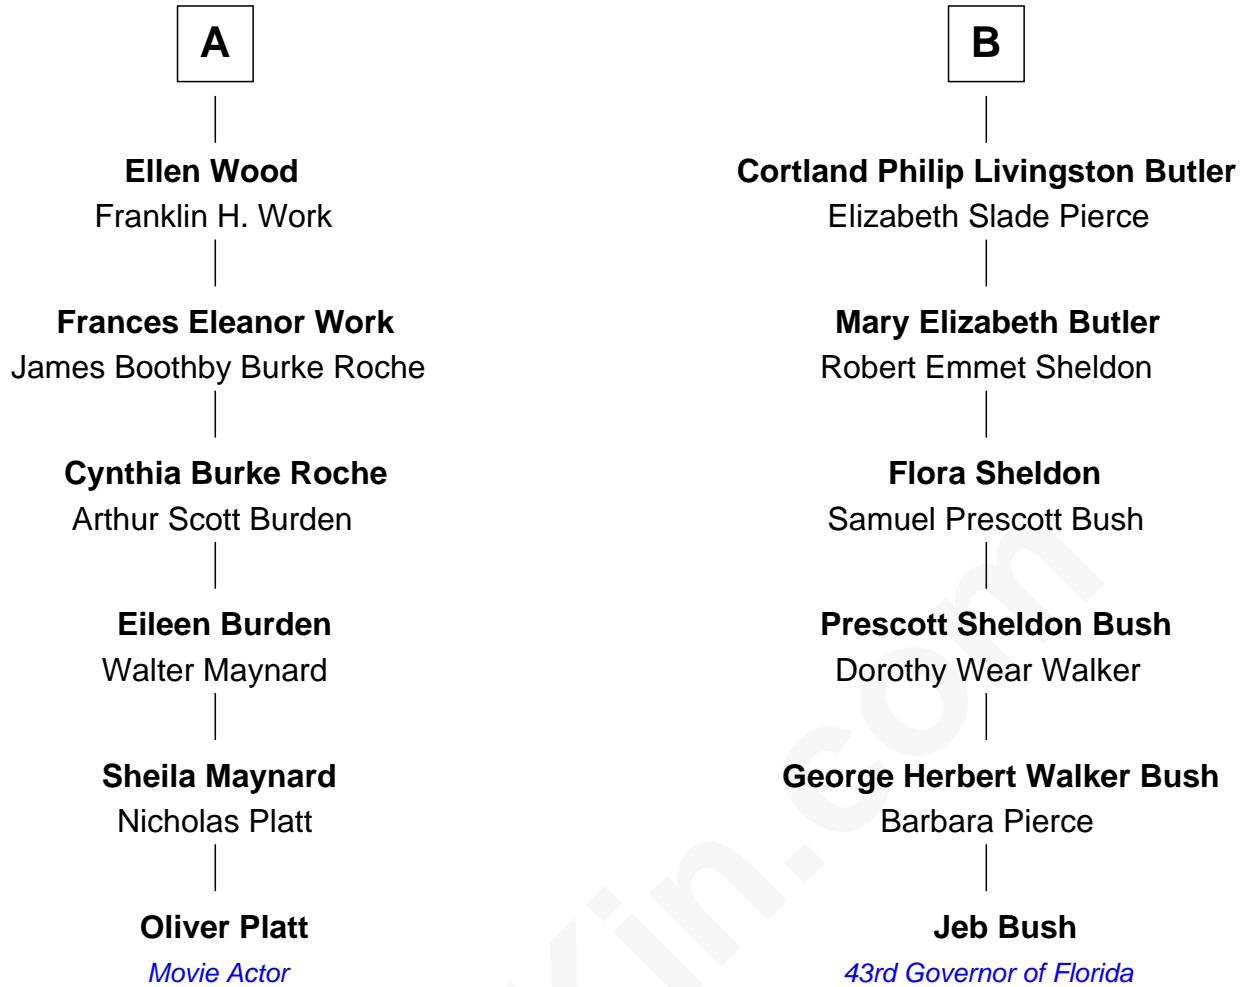 A
Ellen Wood
Franklin H. Work
Frances Eleanor Work
James Boothby Burke Roche
Cynthia Burke Roche
Arthur Scott Burden
Eileen Burden
Walter Maynard
Sheila Maynard
Nicholas Platt
Oliver Platt
Movie Actor
B
Cortland Philip Livingston Butler
Elizabeth Slade Pierce
Mary Elizabeth Butler
Robert Emmet Sheldon
Flora Sheldon
Samuel Prescott Bush
Prescott Sheldon Bush
Dorothy Wear Walker
George Herbert Walker Bush
Barbara Pierce
Jeb Bush
43rd Governor of Florida